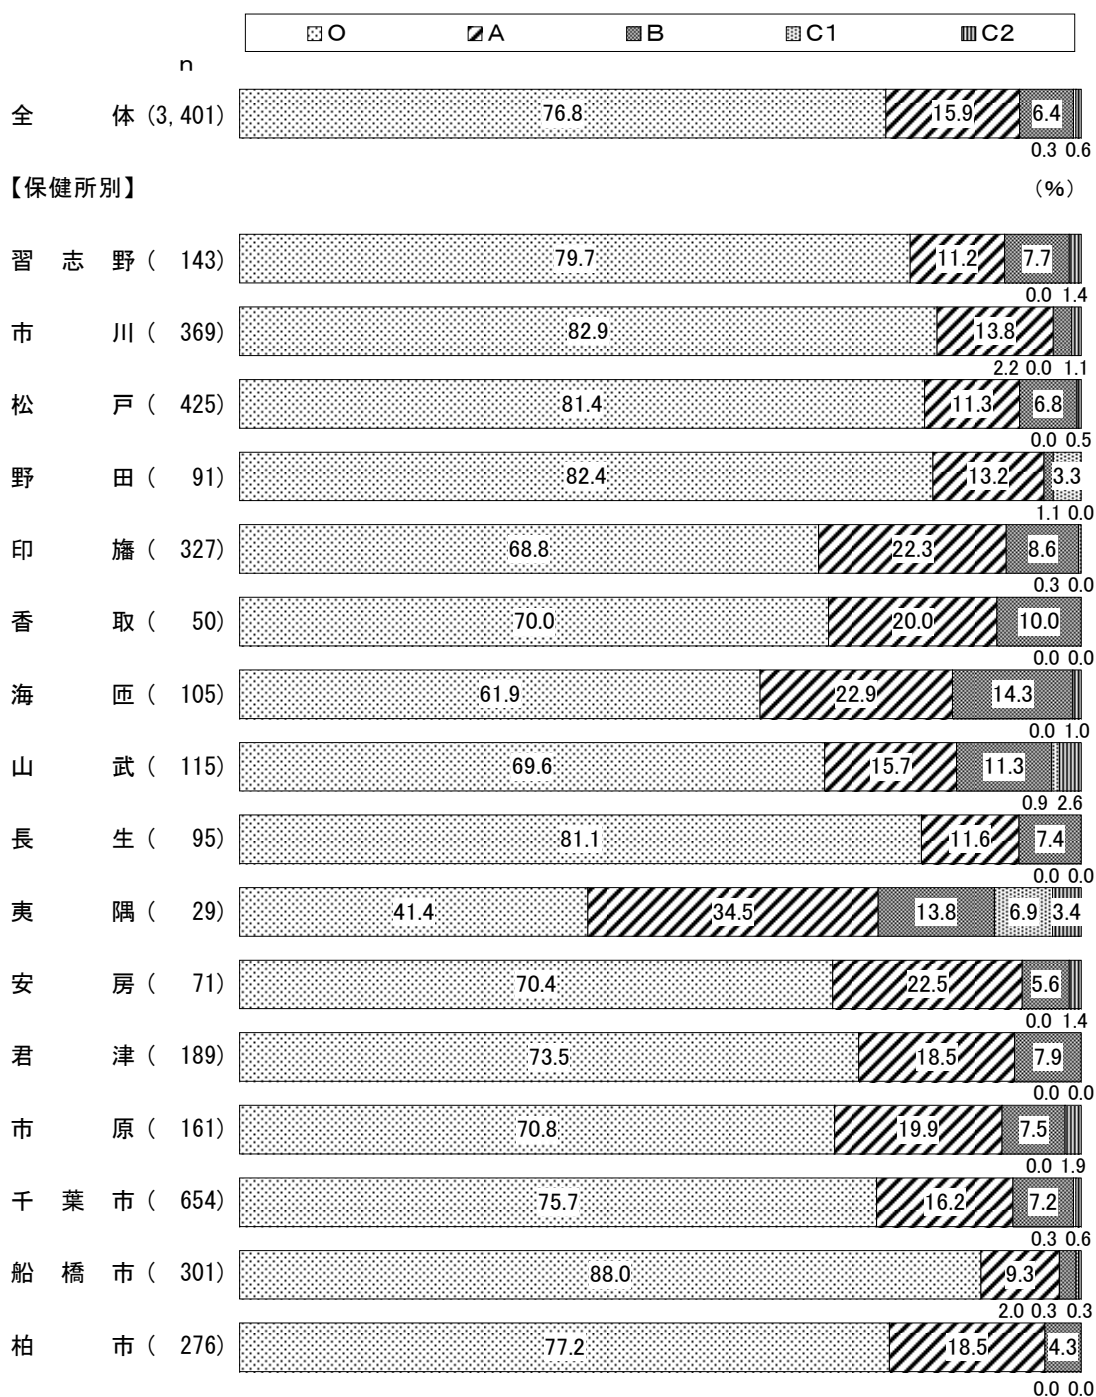 O A B C1 C2
n
全体 (3,401) 76.8 15.9 6.4
0.3 0.6
【保健所別】 (%)
習志野 ( 143) 79.7 11.2 7.7
0.0 1.4
市川 ( 369) 82.9 13.8
2.2 0.0 1.1
松戸 ( 425) 81.4 11.3 6.8
0.0 0.5
野田 ( 91) 82.4 13.2 3.3
1.1 0.0
印旛 ( 327) 68.8 22.3 8.6
0.3 0.0
香取 ( 50) 70.0 20.0 10.0
0.0 0.0
海匝 ( 105) 61.9 22.9 14.3
0.0 1.0
山武 ( 115) 69.6 15.7 11.3
0.9 2.6
長生 ( 95) 81.1 11.6 7.4
0.0 0.0
夷隅 ( 29) 41.4 34.5 13.8 6.9 3.4
安房 ( 71) 70.4 22.5 5.6
0.0 1.4
君津 ( 189) 73.5 18.5 7.9
0.0 0.0
市原 ( 161) 70.8 19.9 7.5
0.0 1.9
千葉市 ( 654) 75.7 16.2 7.2
0.3 0.6
船橋市 ( 301) 88.0 9.3
2.0 0.3 0.3
柏市 ( 276) 77.2 18.5 4.3
0.0 0.0